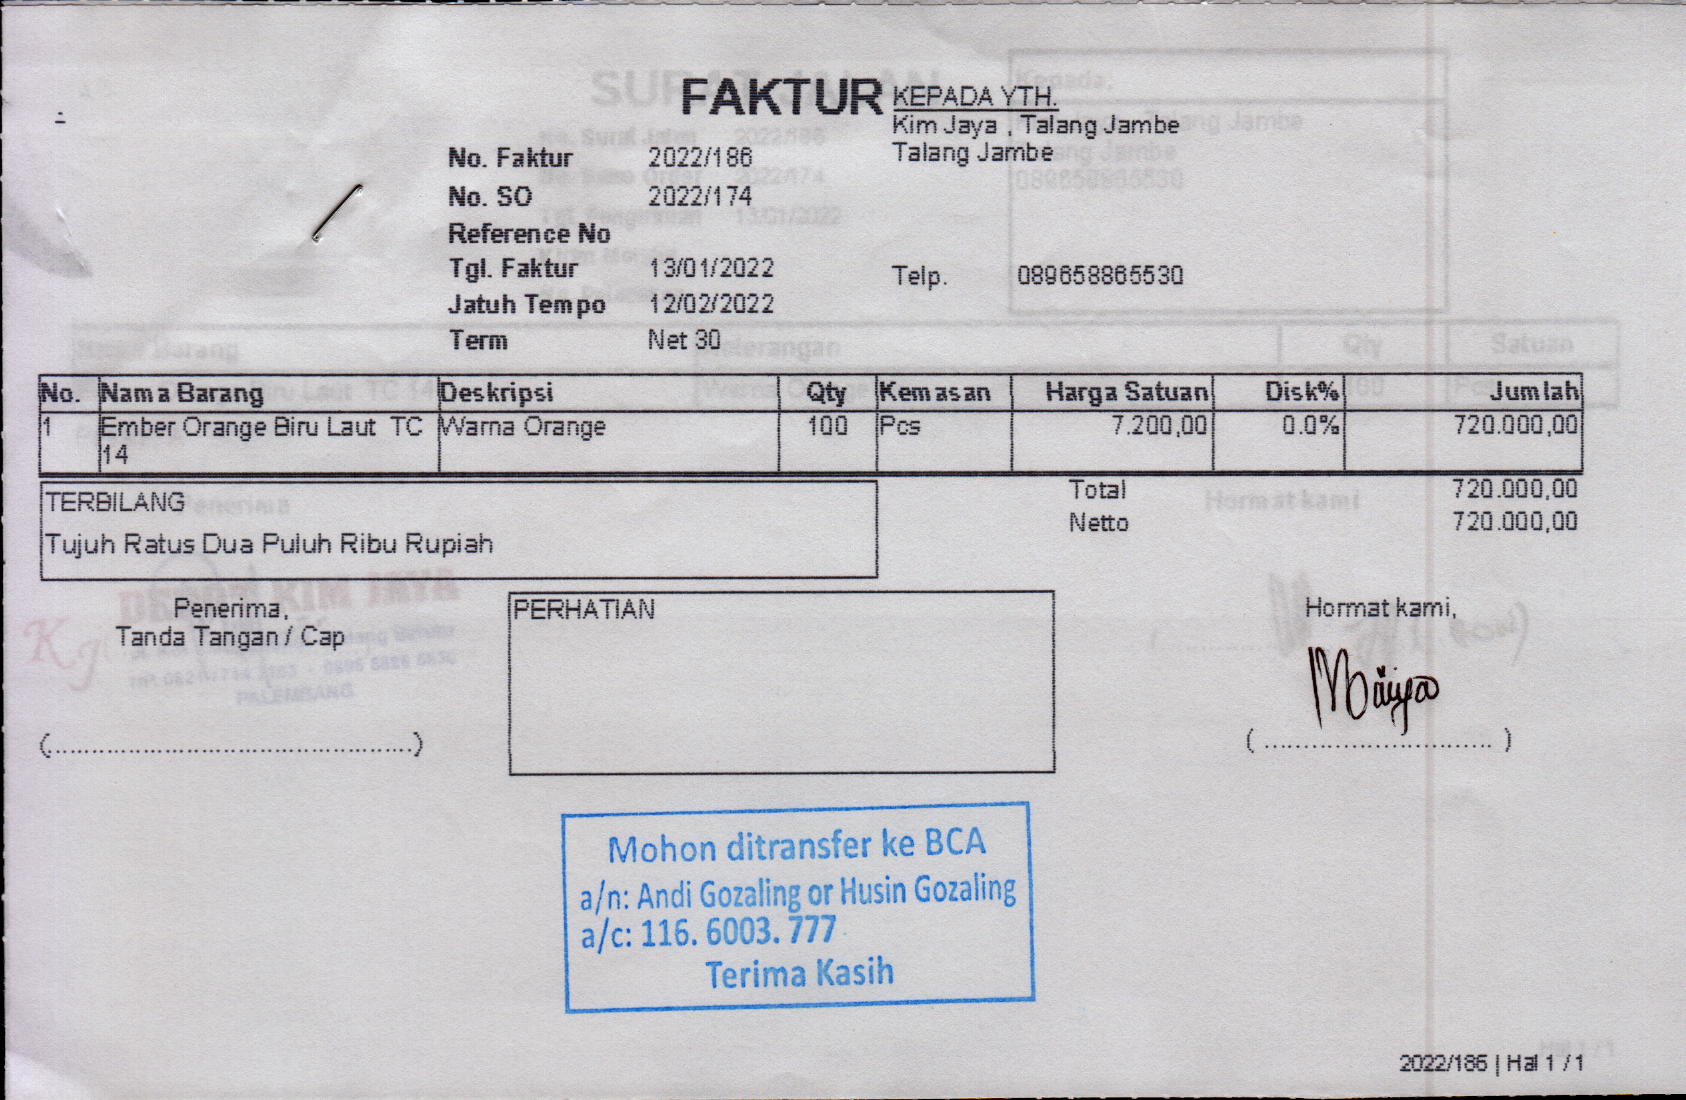 FAKTUR
KEPADA YTH.
Kim Jaya , Talang Jambe
Talang Jambe
No. Faktur 2022/186
No. SO 2022/174
Reference No
Tgl. Faktur 13/01/2022
Telp. 089658865530
Jatuh Tempo 12/02/2022
Term Net 30
No. Nama Barang Deskripsi Qty Kemasan Harga Satuan Disk% Jumlah
1 Ember Orange Biru Laut TC Warna Orange 100 Pcs 7.200,00 0.0% 720.000,00
14
TERBILANG
Total 720.000,00
Netto 720.000,00
Tujuh Ratus Dua Puluh Ribu Rupiah
Penerima,
Tanda Tangan / Cap
PERHATIAN
Hormat kami,
(................................................)
( .............................. )
Mohon ditransfer ke BCA
a/n: Andi Gozaling or Husin Gozaling
a/c: 116. 6003. 777
Terima Kasih
2022/186 | Hal 1 / 1